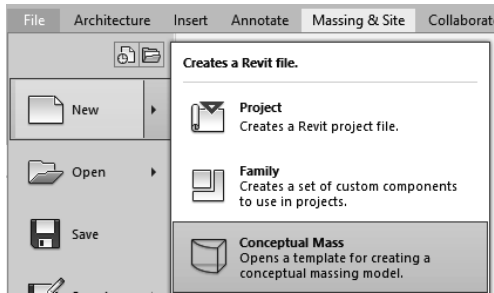 File Architecture Insert Annotate Massing & Site Collaborat
Creates a Revit file.
New
Project
Creates a Revit project file.
Open
Family
Creates a set of custom components
to use in projects.
Save
Conceptual Mass
Opens a template for creating a
conceptual massing model.